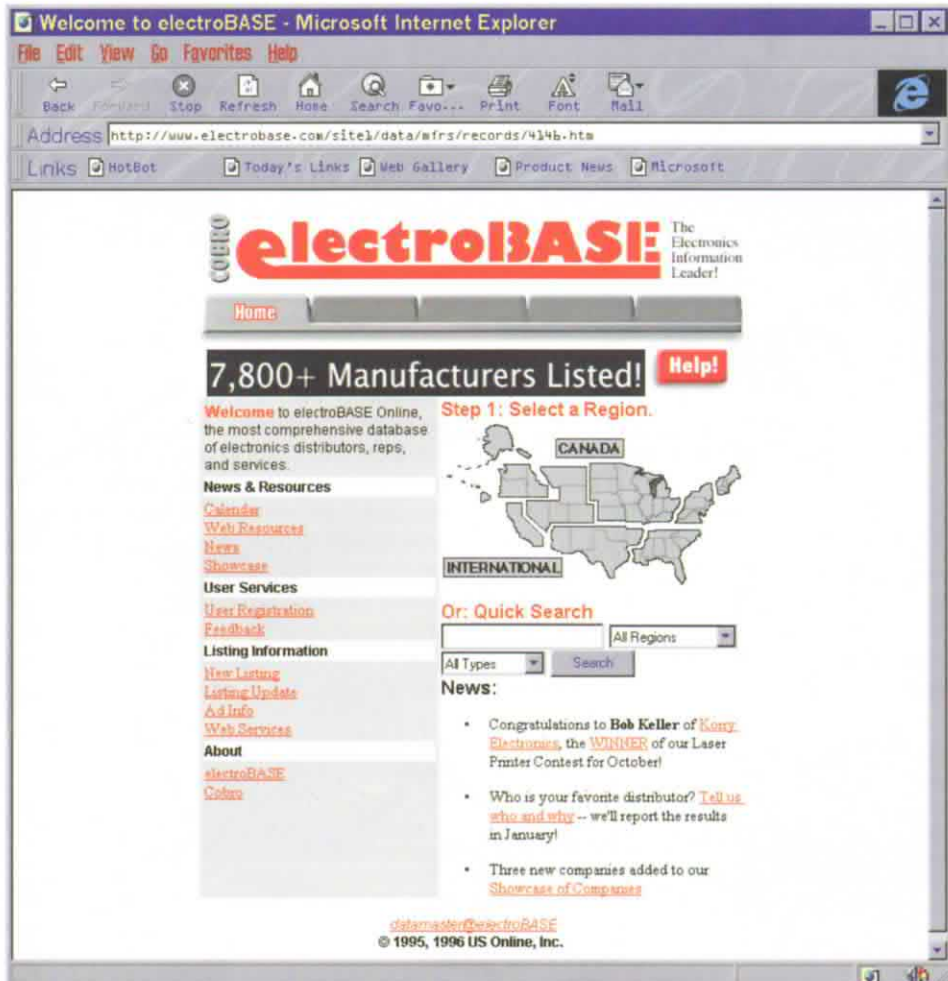 Welcome to electroBASE - Microsoft Internet Explorer
File Edit View Go Favorites Help
Back Forward Stop Refresh Home Search Favo... Print Font Mail
Address http://www.electrobase.com/site1/data/mfrs/records/4146.htm
Links HotBot Today's Links Web Gallery Product News Microsoft
COBRO electroBASE The
Electronics
Information
Leader!
Home
7,800+ Manufacturers Listed! Help!
Welcome to electroBASE Online,
the most comprehensive database
of electronics distributors, reps,
and services.
News & Resources
Calendar
Web Resources
News
Showcase
User Services
User Registration
Feedback
Listing Information
New Listing
Listing Update
Ad Info
Web Services
About
electroBASE
Cobro
Step 1: Select a Region.
CANADA
INTERNATIONAL
Or: Quick Search
All Regions
All Types Search
News:
• Congratulations to Bob Keller of Korry
Electronics, the WINNER of our Laser
Printer Contest for October!
• Who is your favorite distributor? Tell us
who and why -- we'll report the results
in January!
• Three new companies added to our
Showcase of Companies
datamaster@electroBASE
© 1995, 1996 US Online, Inc.